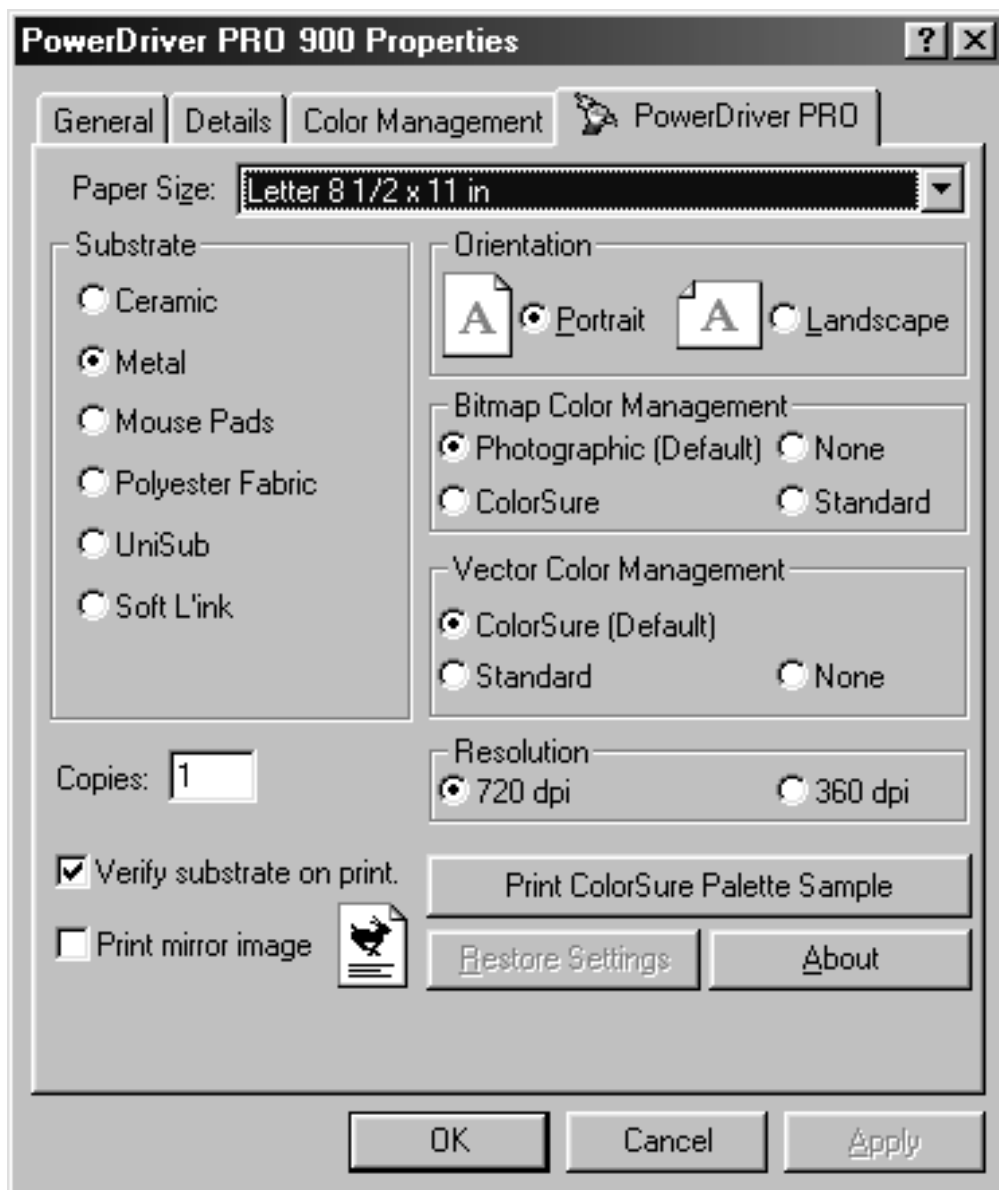 PowerDriver PRO 900 Properties
General Details Color Management PowerDriver PRO
Paper Size: Letter 8 1/2 x 11 in
Substrate
Ceramic
Metal
Mouse Pads
Polyester Fabric
UniSub
Soft L'ink
Orientation
A Portrait A Landscape
Bitmap Color Management
Photographic (Default) None
ColorSure Standard
Vector Color Management
ColorSure (Default)
Standard None
Copies: 1
Resolution
720 dpi 360 dpi
Verify substrate on print.
Print mirror image
Print ColorSure Palette Sample
Restore Settings About
OK Cancel Apply